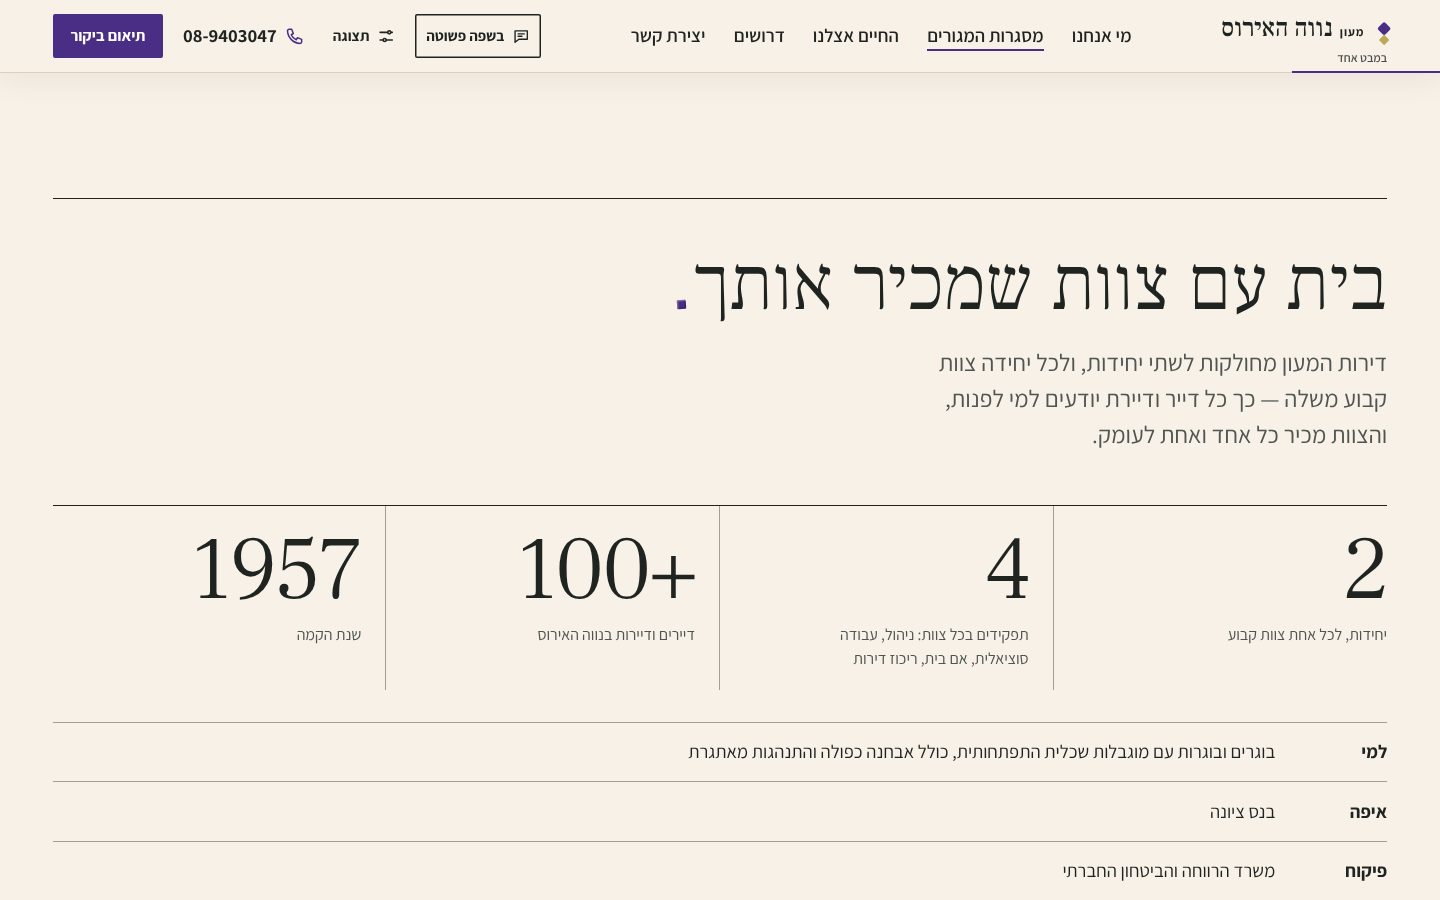 מעון נווה האירוס
במבט אחד
מי אנחנו
מסגרות המגורים
החיים אצלנו
דרושים
יצירת קשר
בשפה פשוטה
תצוגה
08-9403047
תיאום ביקור
בית עם צוות שמכיר אותך.
דירות המעון מחולקות לשתי יחידות, ולכל יחידה צוות
קבוע משלה — כך כל דייר ודיירת יודעים למי לפנות,
והצוות מכיר כל אחד ואחת לעומק.
2
יחידות, לכל אחת צוות קבוע
4
תפקידים בכל צוות: ניהול, עבודה
סוציאלית, אם בית, ריכוז דירות
100+
דיירים ודיירות בנווה האירוס
1957
שנת הקמה
למי
בוגרים ובוגרות עם מוגבלות שכלית התפתחותית, כולל אבחנה כפולה והתנהגות מאתגרת
איפה
בנס ציונה
פיקוח
משרד הרווחה והביטחון החברתי